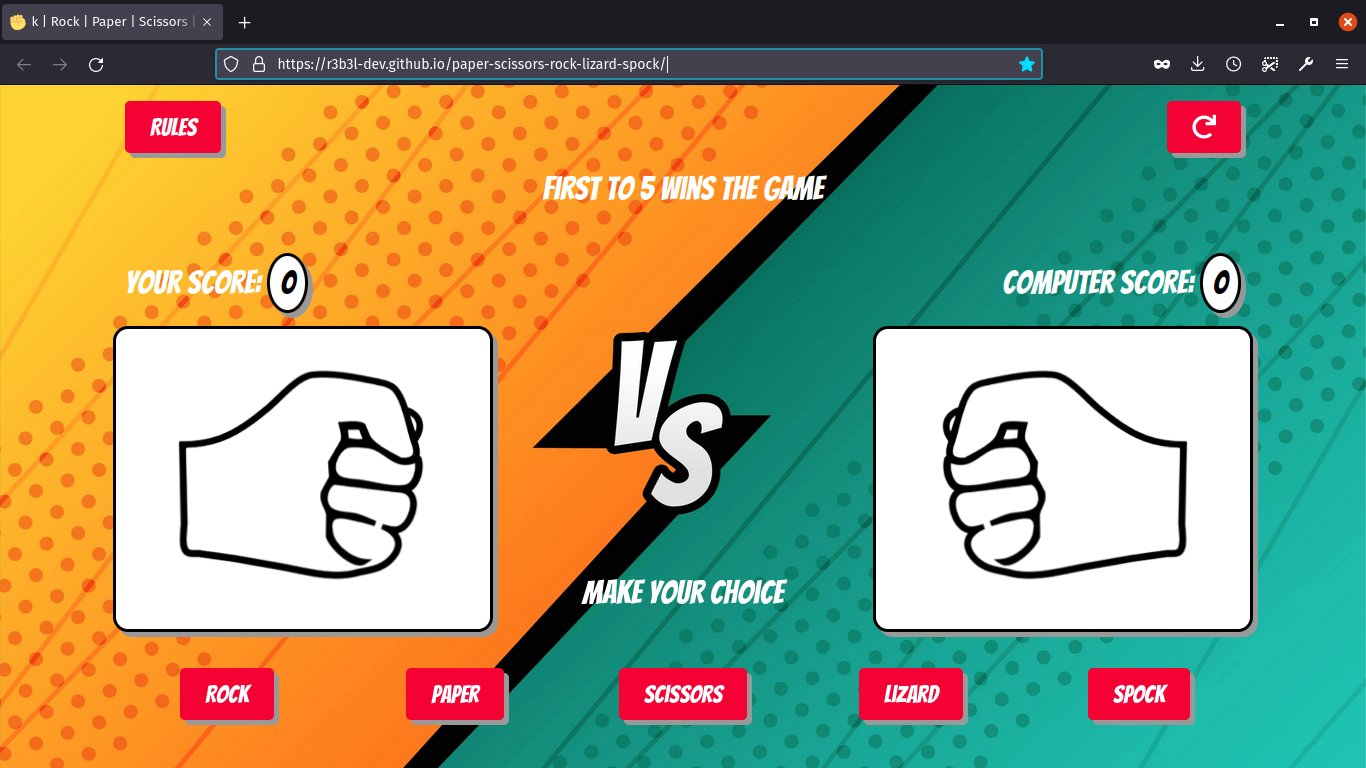 k | Rock | Paper | Scissors |
https://r3b3l-dev.github.io/paper-scissors-rock-lizard-spock/
RULES
FIRST TO 5 WINS THE GAME
YOUR SCORE: 0
COMPUTER SCORE: 0
VS
MAKE YOUR CHOICE
ROCK
PAPER
SCISSORS
LIZARD
SPOCK